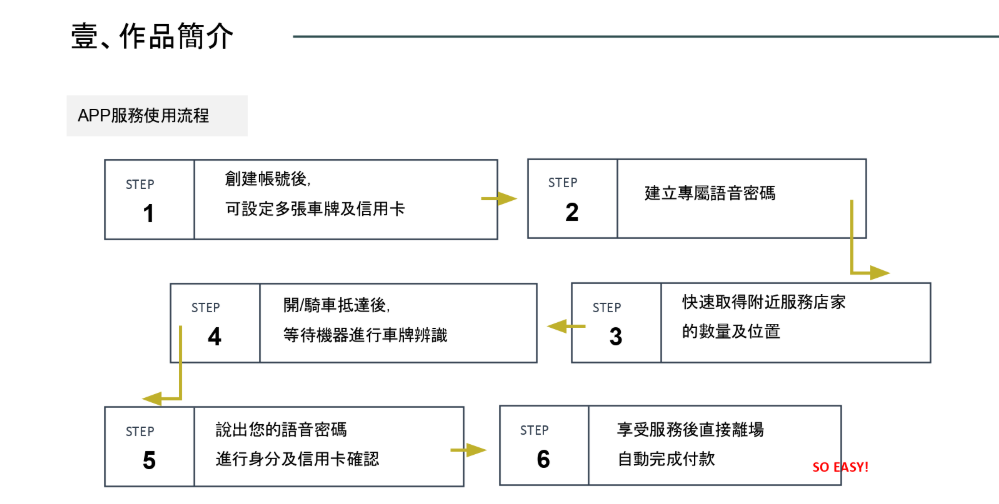 壹、作品簡介
APP服務使用流程
STEP
1
創建帳號後,
可設定多張車牌及信用卡
STEP
2
建立專屬語音密碼
STEP
3
快速取得附近服務店家
的數量及位置
STEP
4
開/騎車抵達後,
等待機器進行車牌辨識
STEP
5
說出您的語音密碼
進行身分及信用卡確認
STEP
6
享受服務後直接離場
自動完成付款
SO EASY!